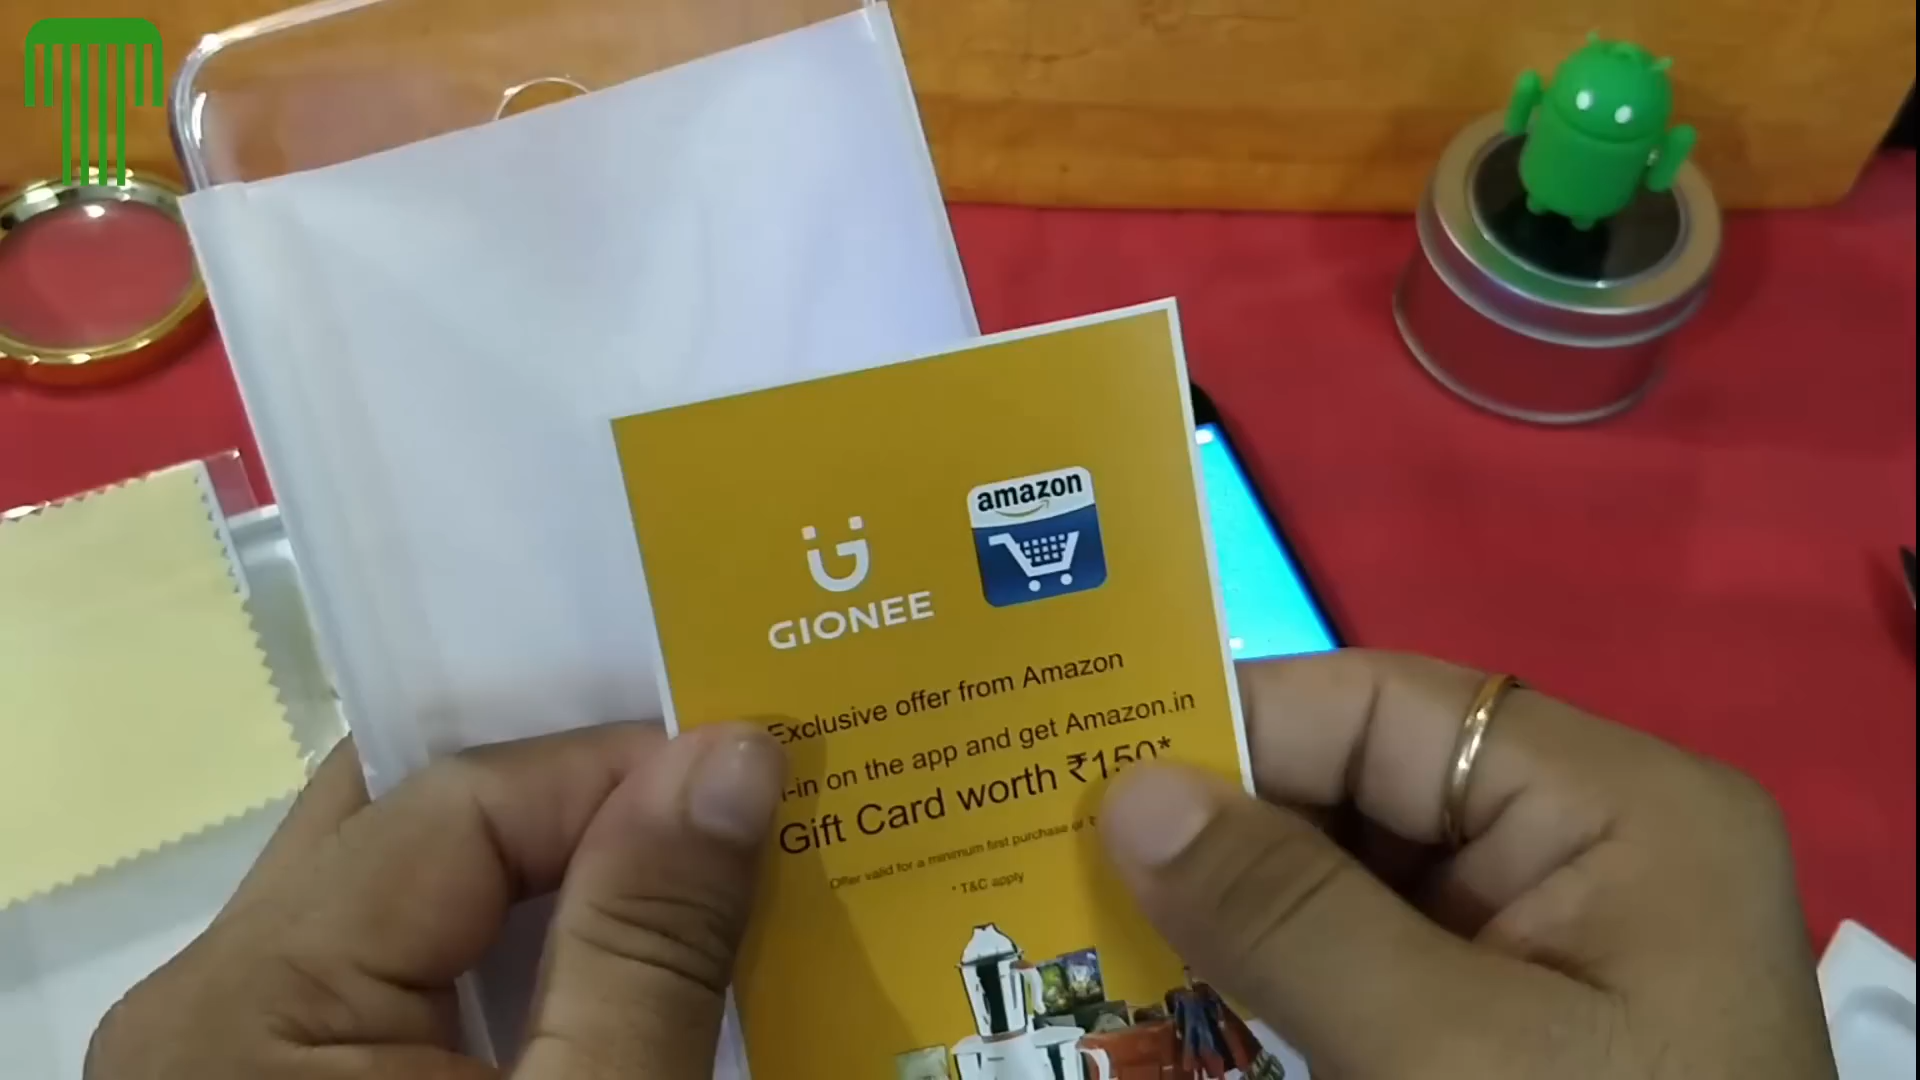 amazon
GIONEE
Exclusive offer from Amazon
-in on the app and get Amazon.in
Gift Card worth ₹150*
Offer valid for a minimum first purchase of
* T&C apply